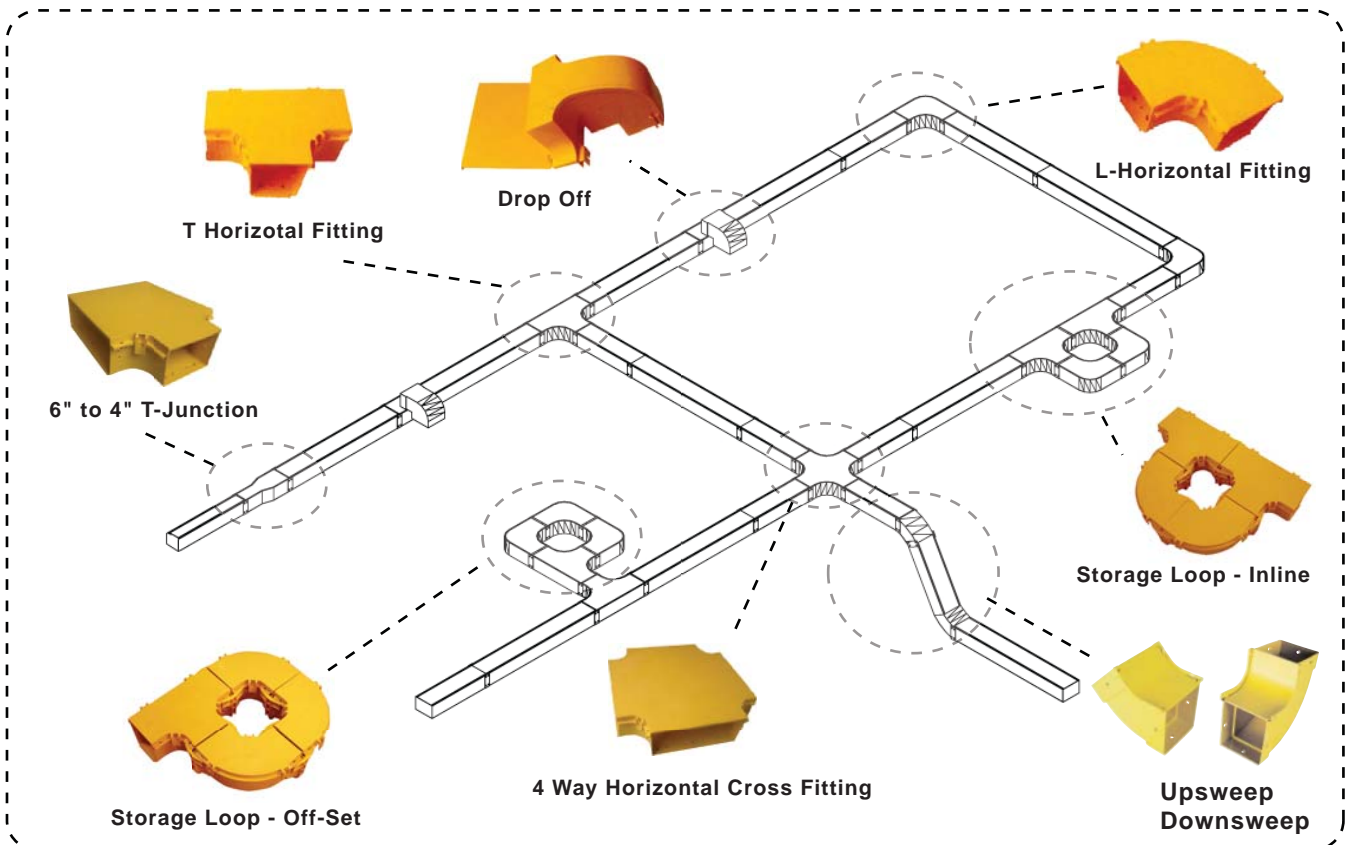 L-Horizontal Fitting
Drop Off
T Horizotal Fitting
6" to 4" T-Junction
Storage Loop - Inline
4 Way Horizontal Cross Fitting
Upsweep
Downsweep
Storage Loop - Off-Set